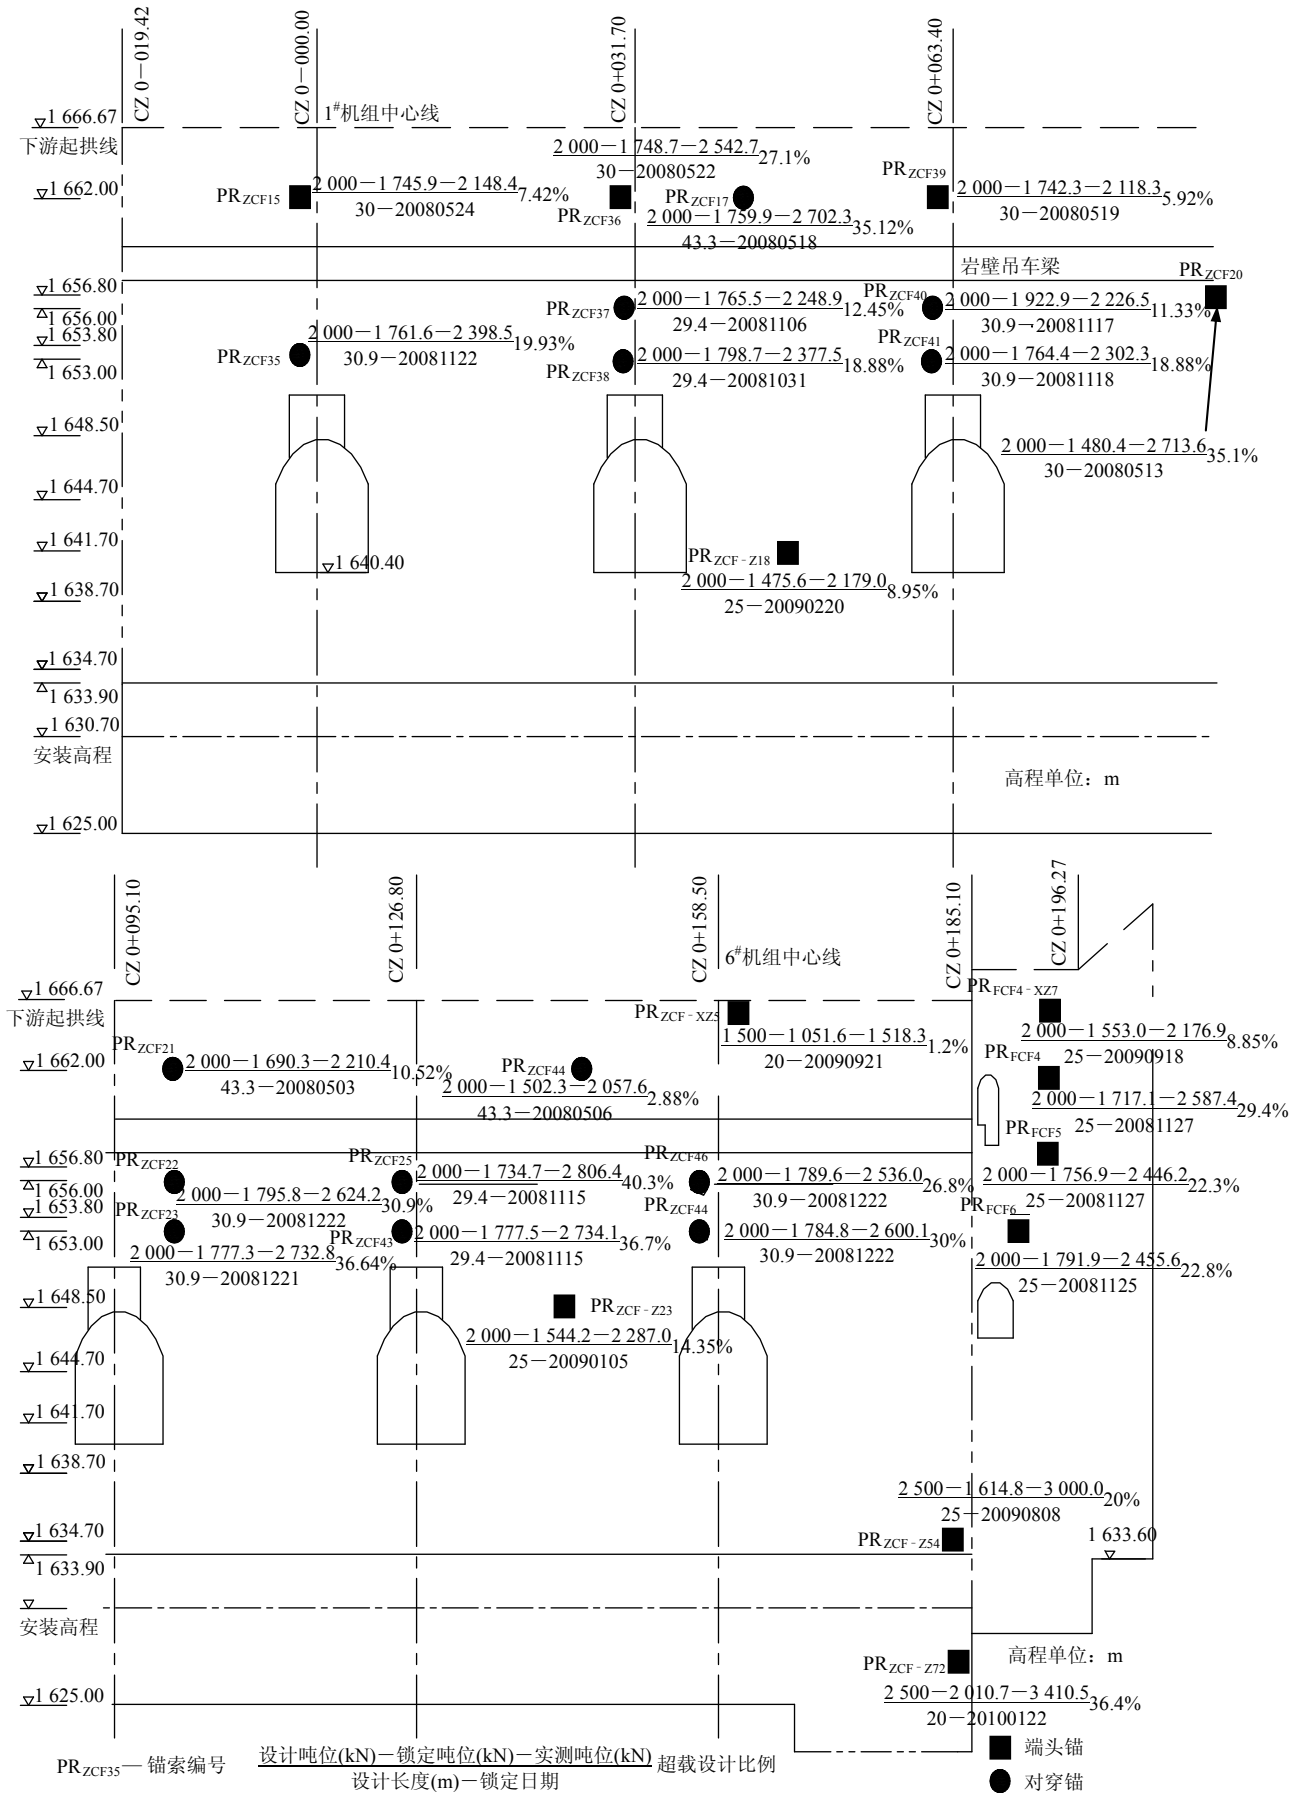 CZ 0－019.42
CZ 0－000.00
CZ 0+031.70
CZ 0+063.40
1 666.67
1#机组中心线
下游起拱线
2 000－1 748.7－2 542.7 27.1%
30－20080522
1 662.00
PRZCF15
2 000－1 745.9－2 148.4 7.42%
30－20080524
PRZCF36
PRZCF17
2 000－1 759.9－2 702.3 35.12%
43.3－20080518
PRZCF39
2 000－1 742.3－2 118.3 5.92%
30－20080519
岩壁吊车梁
PRZCF20
1 656.80
1 656.00
1 653.80
1 653.00
PRZCF37
2 000－1 765.5－2 248.9 12.45%
29.4－20081106
PRZCF40
2 000－1 922.9－2 226.5 11.33%
30.9－20081117
PRZCF35
2 000－1 761.6－2 398.5 19.93%
30.9－20081122
PRZCF38
2 000－1 798.7－2 377.5 18.88%
29.4－20081031
PRZCF41
2 000－1 764.4－2 302.3 18.88%
30.9－20081118
1 648.50
2 000－1 480.4－2 713.6 35.1%
30－20080513
1 644.70
1 641.70
1 640.40
PRZCF-Z18
2 000－1 475.6－2 179.0 8.95%
25－20090220
1 638.70
1 634.70
1 633.90
1 630.70
安装高程
高程单位：m
1 625.00
CZ 0+095.10
CZ 0+126.80
CZ 0+158.50
CZ 0+185.10
CZ 0+196.27
6#机组中心线
1 666.67
下游起拱线
PRZCF-XZ5
1 500－1 051.6－1 518.3 1.2%
20－20090921
PRFCF4-XZ7
2 000－1 553.0－2 176.9 8.85%
25－20090918
PRZCF21
1 662.00
2 000－1 690.3－2 210.4 10.52%
43.3－20080503
PRZCF44
2 000－1 502.3－2 057.6 2.88%
43.3－20080506
PRFCF4
2 000－1 717.1－2 587.4 29.4%
25－20081127
PRFCF5
2 000－1 756.9－2 446.2 22.3%
25－20081127
1 656.80
1 656.00
1 653.80
1 653.00
PRZCF22
2 000－1 795.8－2 624.2 30.9%
30.9－20081222
PRZCF25
2 000－1 734.7－2 806.4 40.3%
29.4－20081115
PRZCF46
2 000－1 789.6－2 536.0 26.8%
30.9－20081222
PRZCF23
2 000－1 777.3－2 732.8 36.64%
30.9－20081221
PRZCF43
2 000－1 777.5－2 734.1 36.7%
29.4－20081115
PRZCF44
2 000－1 784.8－2 600.1 30%
30.9－20081222
PRFCF6
2 000－1 791.9－2 455.6 22.8%
25－20081125
1 648.50
PRZCF-Z23
2 000－1 544.2－2 287.0 14.35%
25－20090105
1 644.70
1 641.70
1 638.70
2 500－1 614.8－3 000.0 20%
25－20090808
1 634.70
PRZCF-Z54
1 633.60
1 633.90
安装高程
高程单位：m
PRZCF-Z72
2 500－2 010.7－3 410.5 36.4%
20－20100122
1 625.00
PRZCF35— 锚索编号
设计吨位(kN)－锁定吨位(kN)－实测吨位(kN) 超载设计比例
设计长度(m)－锁定日期
端头锚
对穿锚